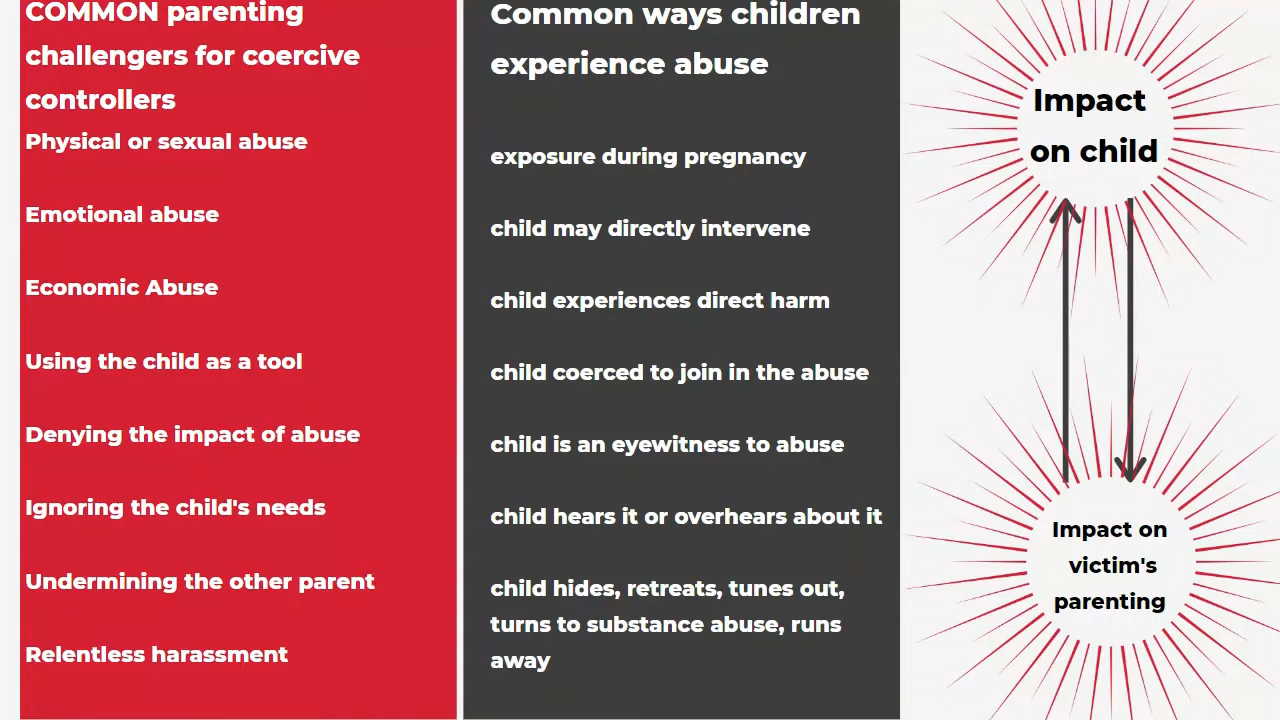 COMMON parenting
challengers for coercive
controllers
Physical or sexual abuse
Emotional abuse
Economic Abuse
Using the child as a tool
Denying the impact of abuse
Ignoring the child's needs
Undermining the other parent
Relentless harassment
Common ways children
experience abuse
exposure during pregnancy
child may directly intervene
child experiences direct harm
child coerced to join in the abuse
child is an eyewitness to abuse
child hears it or overhears about it
child hides, retreats, tunes out,
turns to substance abuse, runs
away
Impact
on child
Impact on
victim's
parenting